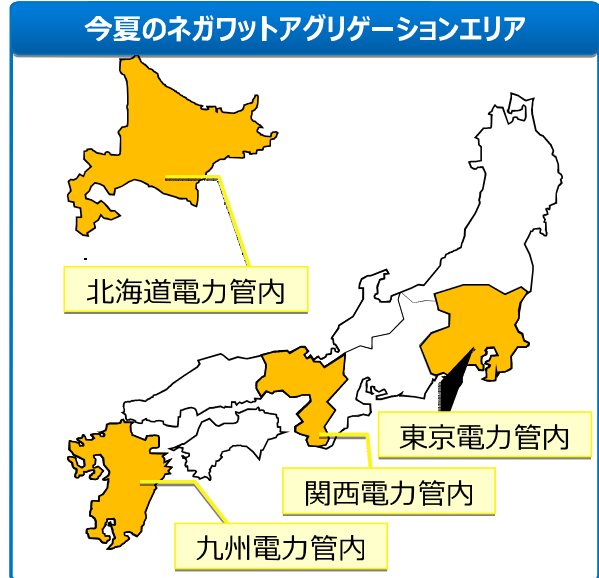 今夏のネガワットアグリゲーションエリア
北海道電力管内
東京電力管内
関西電力管内
九州電力管内